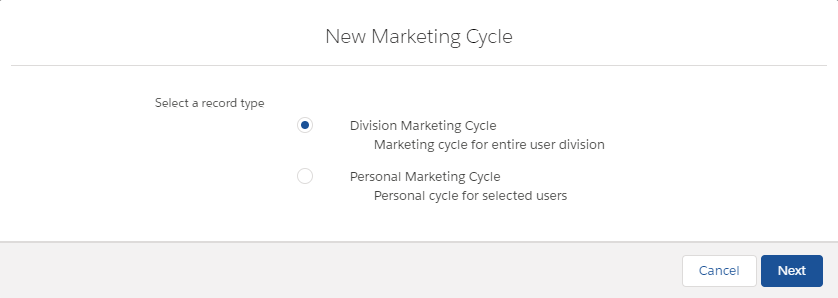 New Marketing Cycle
Select a record type
Division Marketing Cycle
Marketing cycle for entire user division
Personal Marketing Cycle
Personal cycle for selected users
Cancel
Next